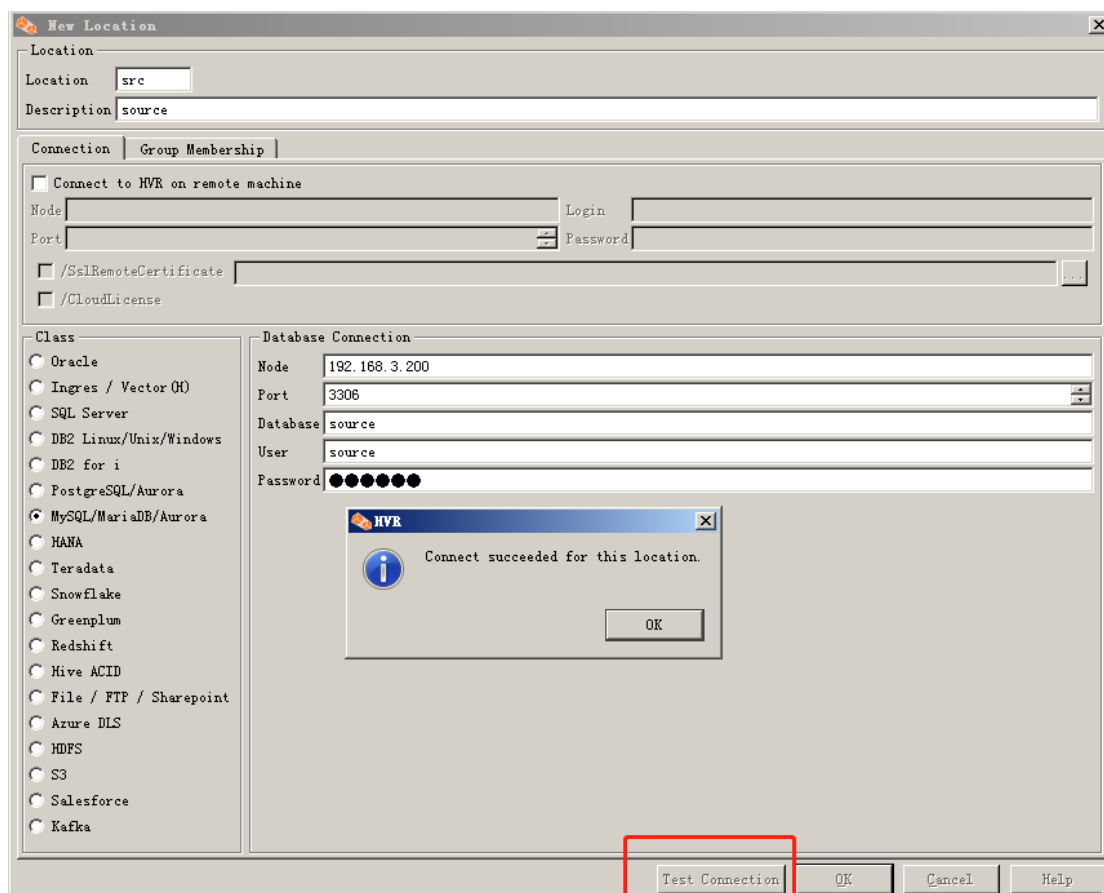 New Location
Location
Location src
Description source
Connection Group Membership
Connect to HVR on remote machine
Node Login
Port Password
/SslRemoteCertificate ...
/CloudLicense
Class
Oracle
Ingres / Vector(H)
SQL Server
DB2 Linux/Unix/Windows
DB2 for i
PostgreSQL/Aurora
MySQL/MariaDB/Aurora
HANA
Teradata
Snowflake
Greenplum
Redshift
Hive ACID
File / FTP / Sharepoint
Azure DLS
HDFS
S3
Salesforce
Kafka
Database Connection
Node 192.168.3.200
Port 3306
Database source
User source
Password ●●●●●●
HVR
Connect succeeded for this location.
OK
Test Connection OK Cancel Help